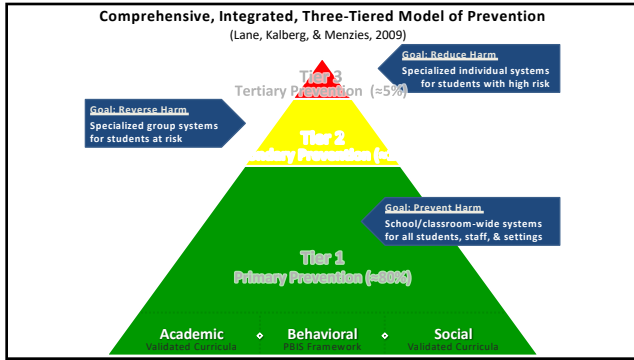 Comprehensive, Integrated, Three-Tiered Model of Prevention
(Lane, Kalberg, & Menzies, 2009)
Goal: Reduce Harm
Specialized individual systems
for students with high risk
Tier 3
Tertiary Prevention (≈5%)
Goal: Reverse Harm
Specialized group systems
for students at risk
Tier 2
Prevention
Goal: Prevent Harm
School/classroom-wide systems
for all students, staff, & settings
Tier 1
Primary Prevention (≈80%)
Academic ◊ Behavioral ◊ Social
Validated Curricula PBIS Framework Validated Curricula